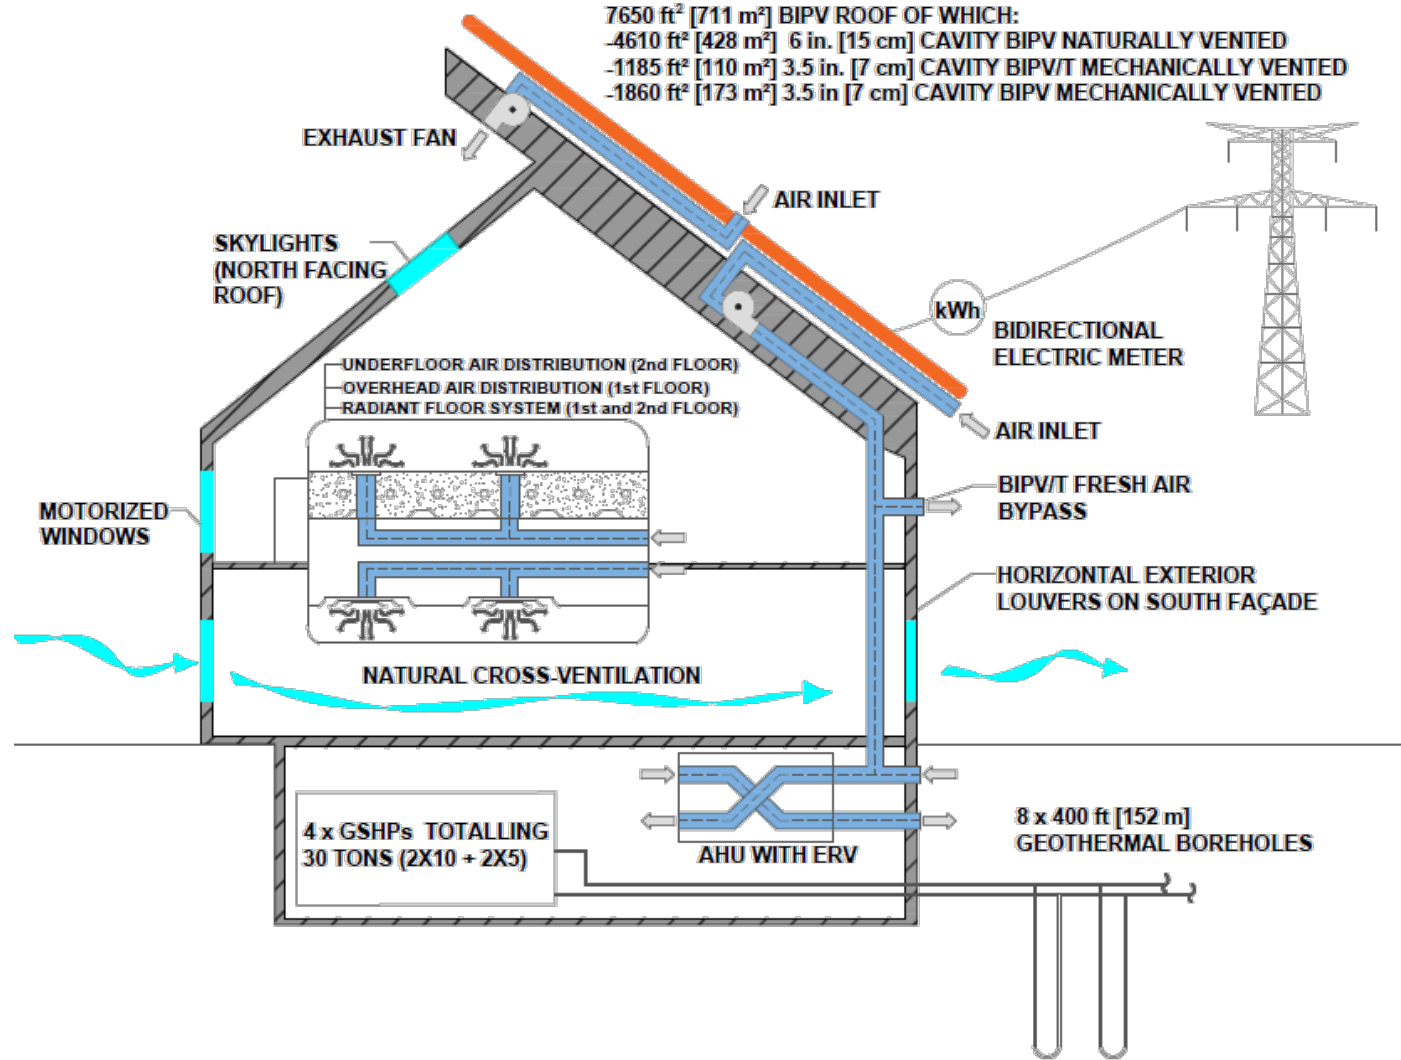 7650 ft² [711 m²] BIPV ROOF OF WHICH:
-4610 ft² [428 m²]  6 in. [15 cm] CAVITY BIPV NATURALLY VENTED
-1185 ft² [110 m²] 3.5 in. [7 cm] CAVITY BIPV/T MECHANICALLY VENTED
-1860 ft² [173 m²] 3.5 in [7 cm] CAVITY BIPV MECHANICALLY VENTED
EXHAUST FAN
AIR INLET
SKYLIGHTS
(NORTH FACING
ROOF)
kWh
BIDIRECTIONAL
ELECTRIC METER
UNDERFLOOR AIR DISTRIBUTION (2nd FLOOR)
OVERHEAD AIR DISTRIBUTION (1st FLOOR)
RADIANT FLOOR SYSTEM (1st and 2nd FLOOR)
AIR INLET
MOTORIZED
WINDOWS
BIPV/T FRESH AIR
BYPASS
HORIZONTAL EXTERIOR
LOUVERS ON SOUTH FAÇADE
NATURAL CROSS-VENTILATION
4 x GSHPs  TOTALLING
30 TONS (2X10 + 2X5)
AHU WITH ERV
8 x 400 ft [152 m]
GEOTHERMAL BOREHOLES